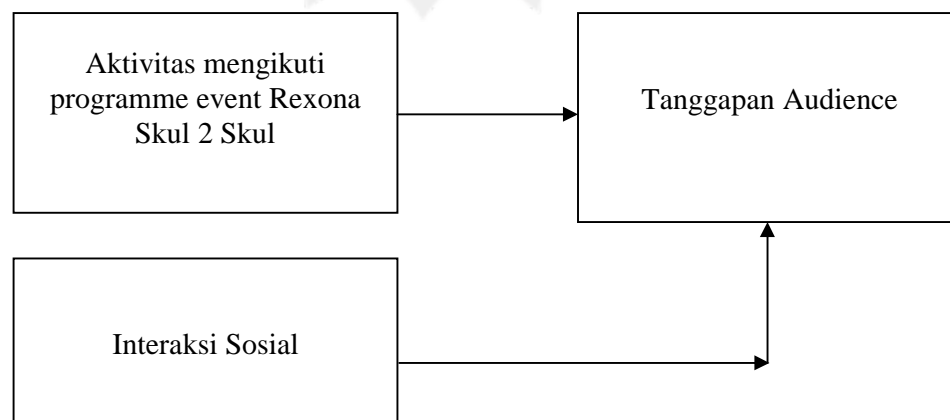 Aktivitas mengikuti
programme event Rexona
Skul 2 Skul
Tanggapan Audience
Interaksi Sosial